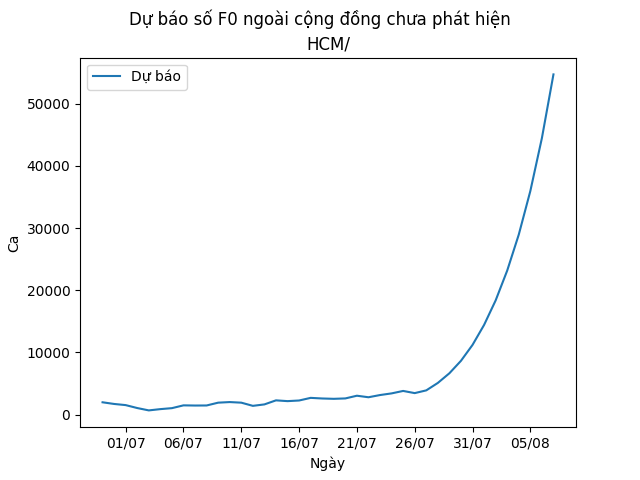 Dự báo số F0 ngoài cộng đồng chưa phát hiện
HCM/
Dự báo
50000
40000
30000
20000
10000
0
Ca
01/07 06/07 11/07 16/07 21/07 26/07 31/07 05/08
Ngày